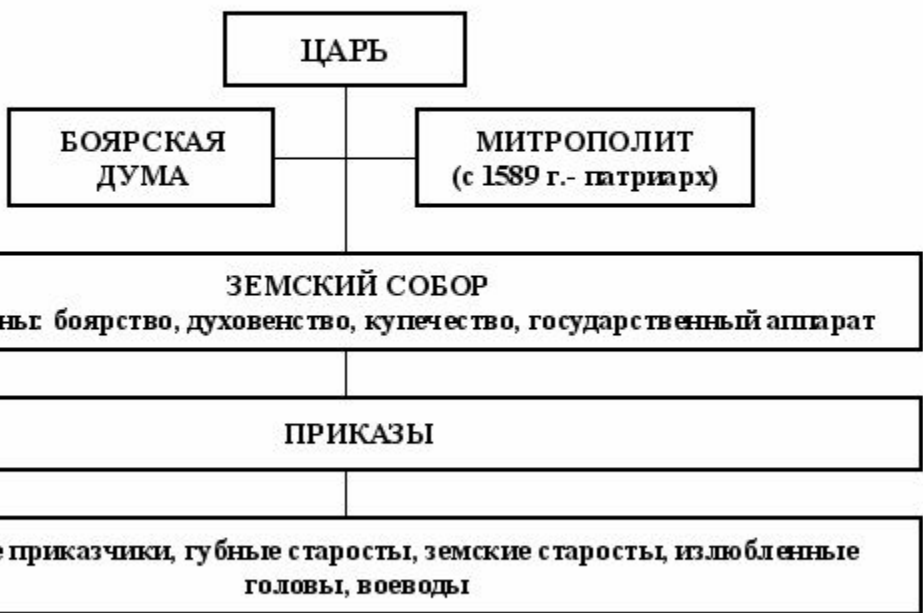 ЦАРЬ
БОЯРСКАЯ
ДУМА
МИТРОПОЛИТ
(с 1589 г.- патриарх)
ЗЕМСКИЙ СОБОР
боярство, духовенство, купечество, государственный аппарат
ПРИКАЗЫ
приказчики, губные старосты, земские старосты, излюбленные
головы, воеводы